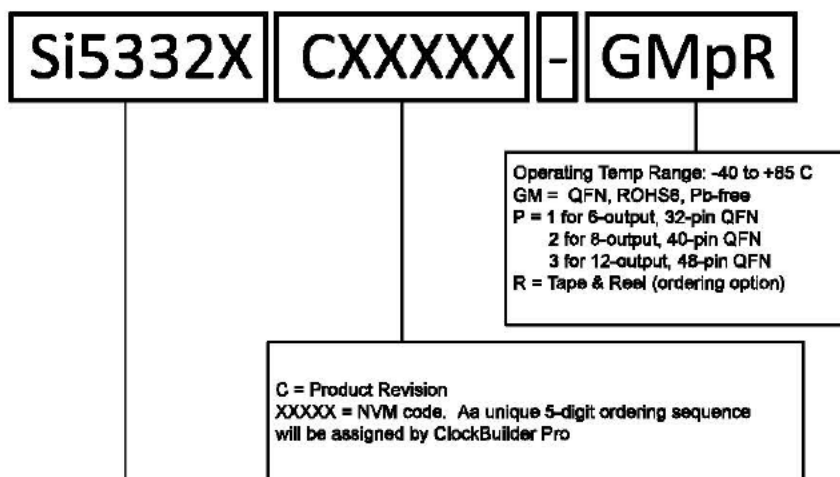 Si5332X CXXXXX - GMpR
Operating Temp Range: -40 to +85 C
GM = QFN, ROHS6, Pb-free
P = 1 for 6-output, 32-pin QFN
2 for 8-output, 40-pin QFN
3 for 12-output, 48-pin QFN
R = Tape & Reel (ordering option)
C = Product Revision
XXXXX = NVM code. Aa unique 5-digit ordering sequence
will be assigned by ClockBuilder Pro